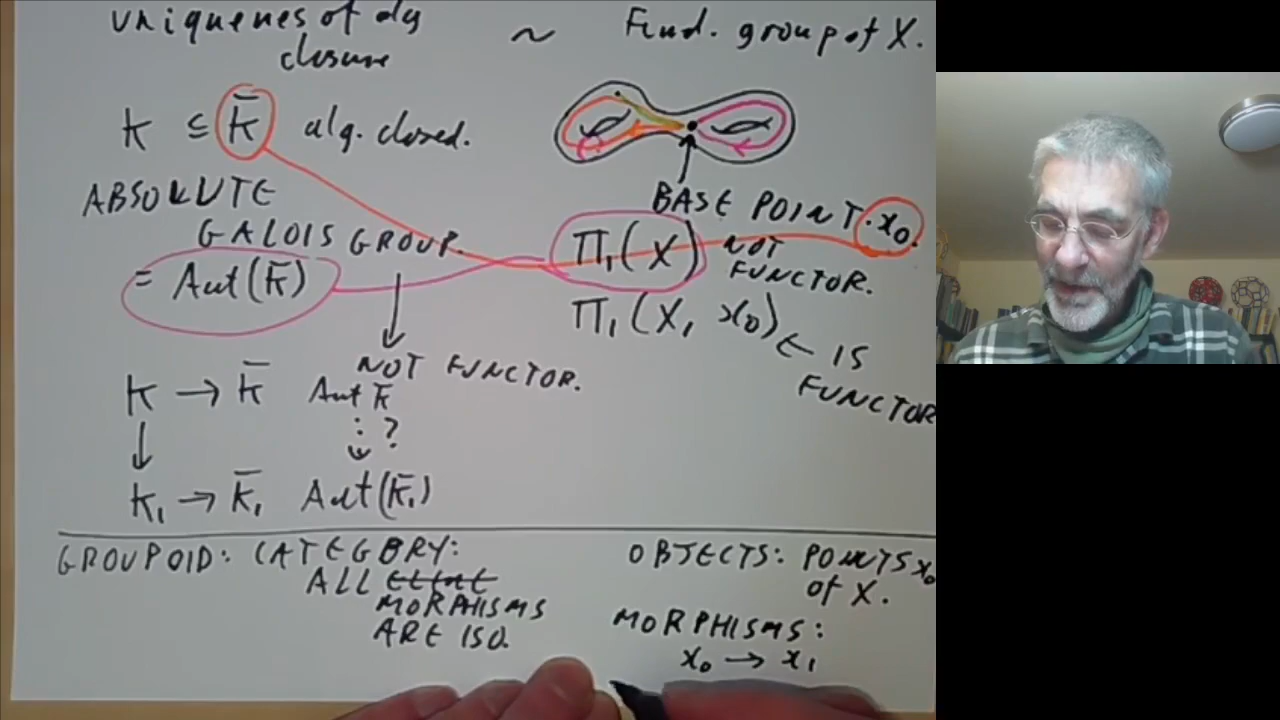 uniquenes of alg ~ Fund. group of X.
closure
K ⊆ K̄ alg. closed.
BASE POINT. x₀.
ABSOLUTE
GALOIS GROUP.
= Aut(K̄)
π₁(X) NOT
FUNCTOR.
π₁(X, x₀) ← IS
FUNCTOR
NOT FUNCTOR.
K → K̄ Aut K̄
?
K₁ → K̄₁ Aut(K̄₁)
GROUPOID: CATEGORY:
ALL
MORPHISMS
ARE ISO.
OBJECTS: POINTS x₀
of X.
MORPHISMS:
x₀ → x₁